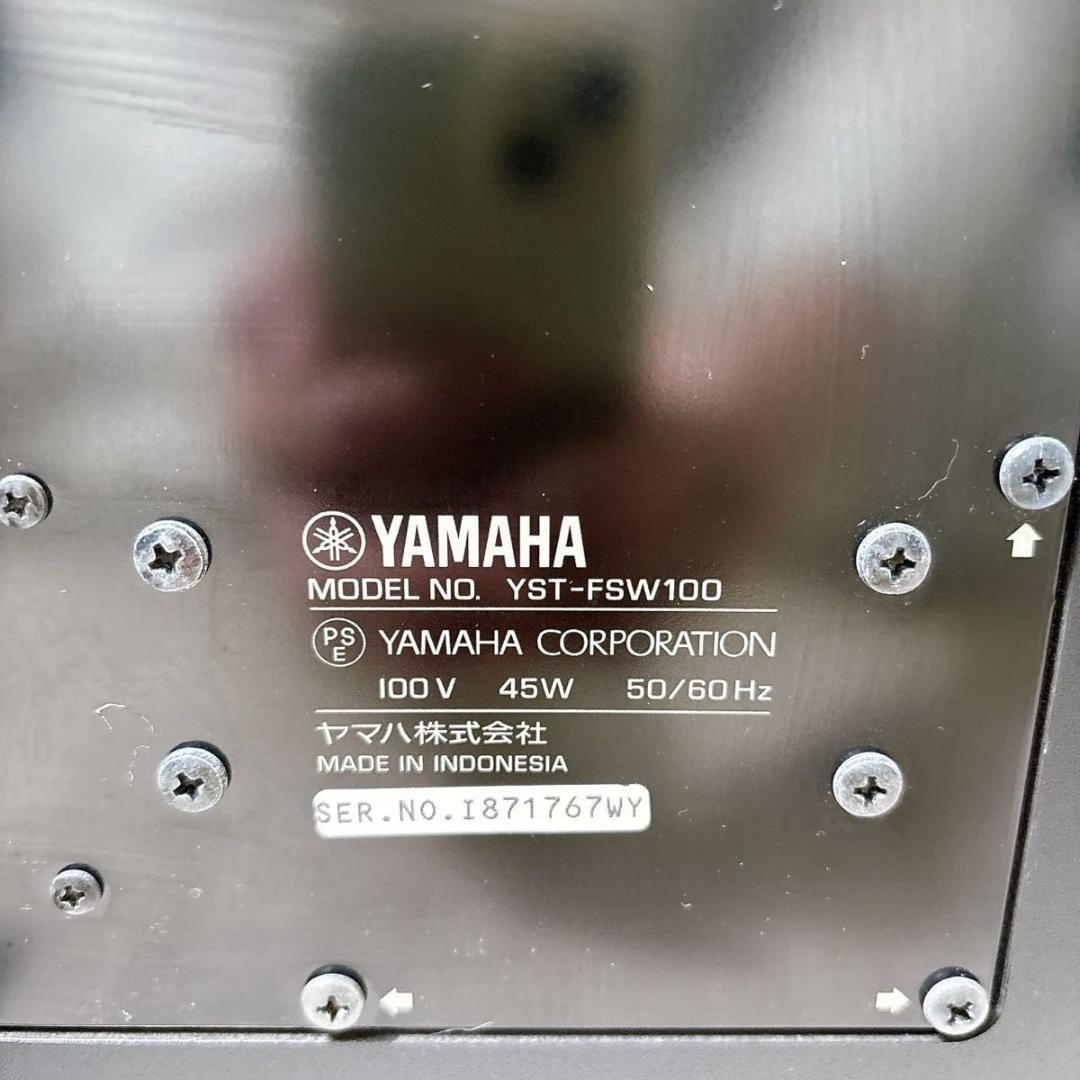 YAMAHA
MODEL NO. YST-FSW100
PSE YAMAHA CORPORATION
100V 45W 50/60Hz
ヤマハ株式会社
MADE IN INDONESIA
SER.NO.I871767WY